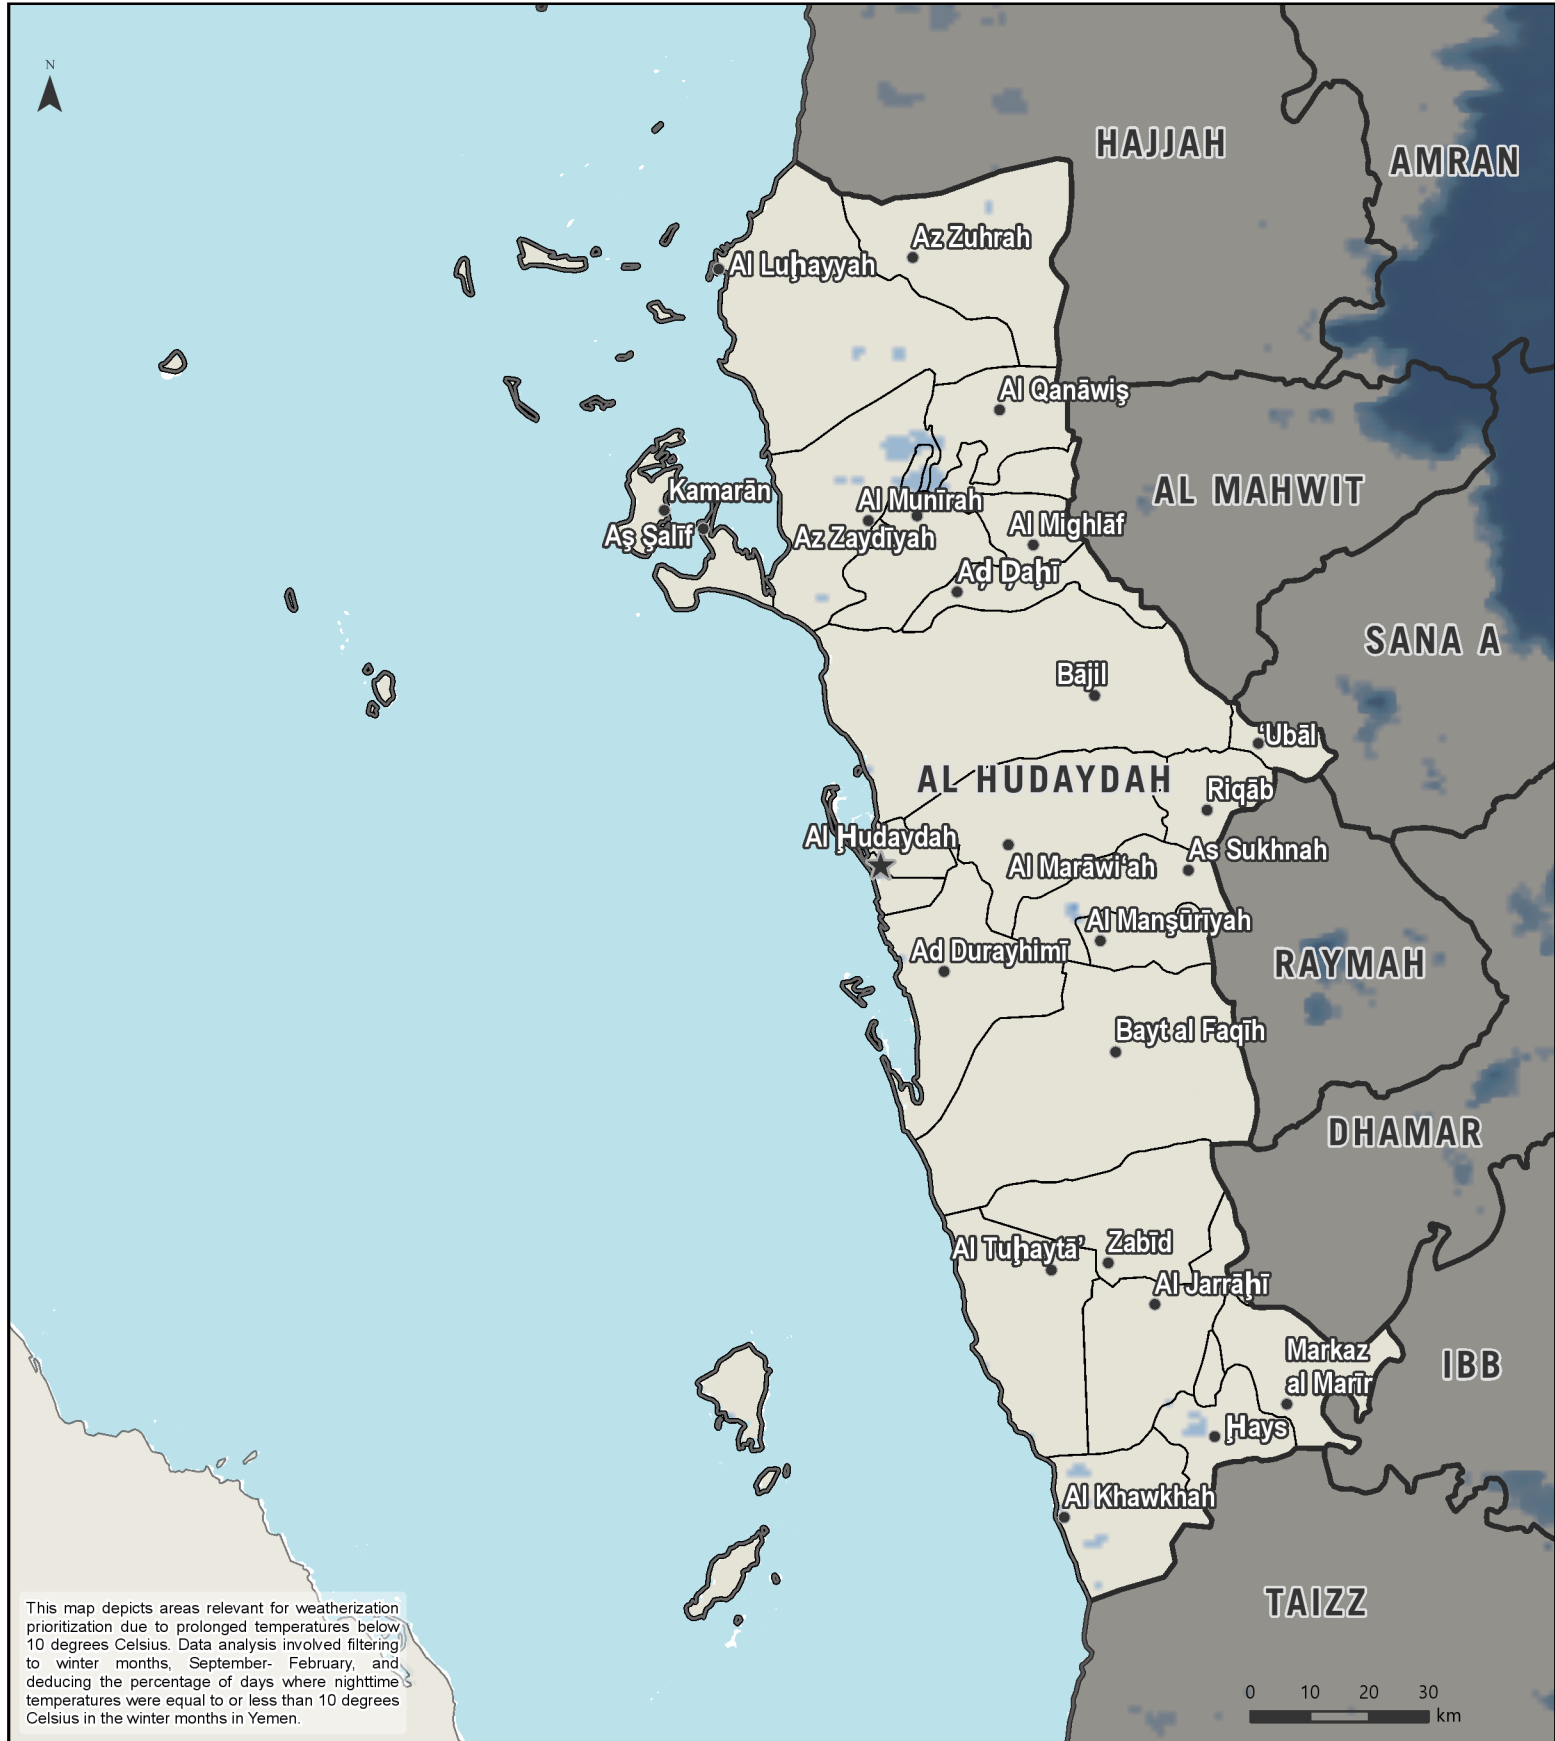 N
HAJJAH
AMRAN
Az Zuhrah
Al Luḩayyah
Al Qanāwiş
AL MAHWIT
Kamarān
Al Munīrah
Aş Şalīf
Az Zaydīyah
Al Mighlāf
Aḑ Ḑaḩī
SANA A
Bājil
‘Ubāl
AL HUDAYDAH
Riqāb
Al Ḩudaydah
As Sukhnah
Al Marāwi‘ah
Al Manşūrīyah
Ad Durayhimī
RAYMAH
Bayt al Faqīh
DHAMAR
Al Tuḩaytā’
Zabīd
Al Jarrāḩī
Markaz
al Marīr
IBB
Ḩays
Al Khawkhah
TAIZZ
This map depicts areas relevant for weatherization
prioritization due to prolonged temperatures below
10 degrees Celsius. Data analysis involved filtering
to winter months, September- February, and
deducing the percentage of days where nighttime
temperatures were equal to or less than 10 degrees
Celsius in the winter months in Yemen.
0 10 20 30
km